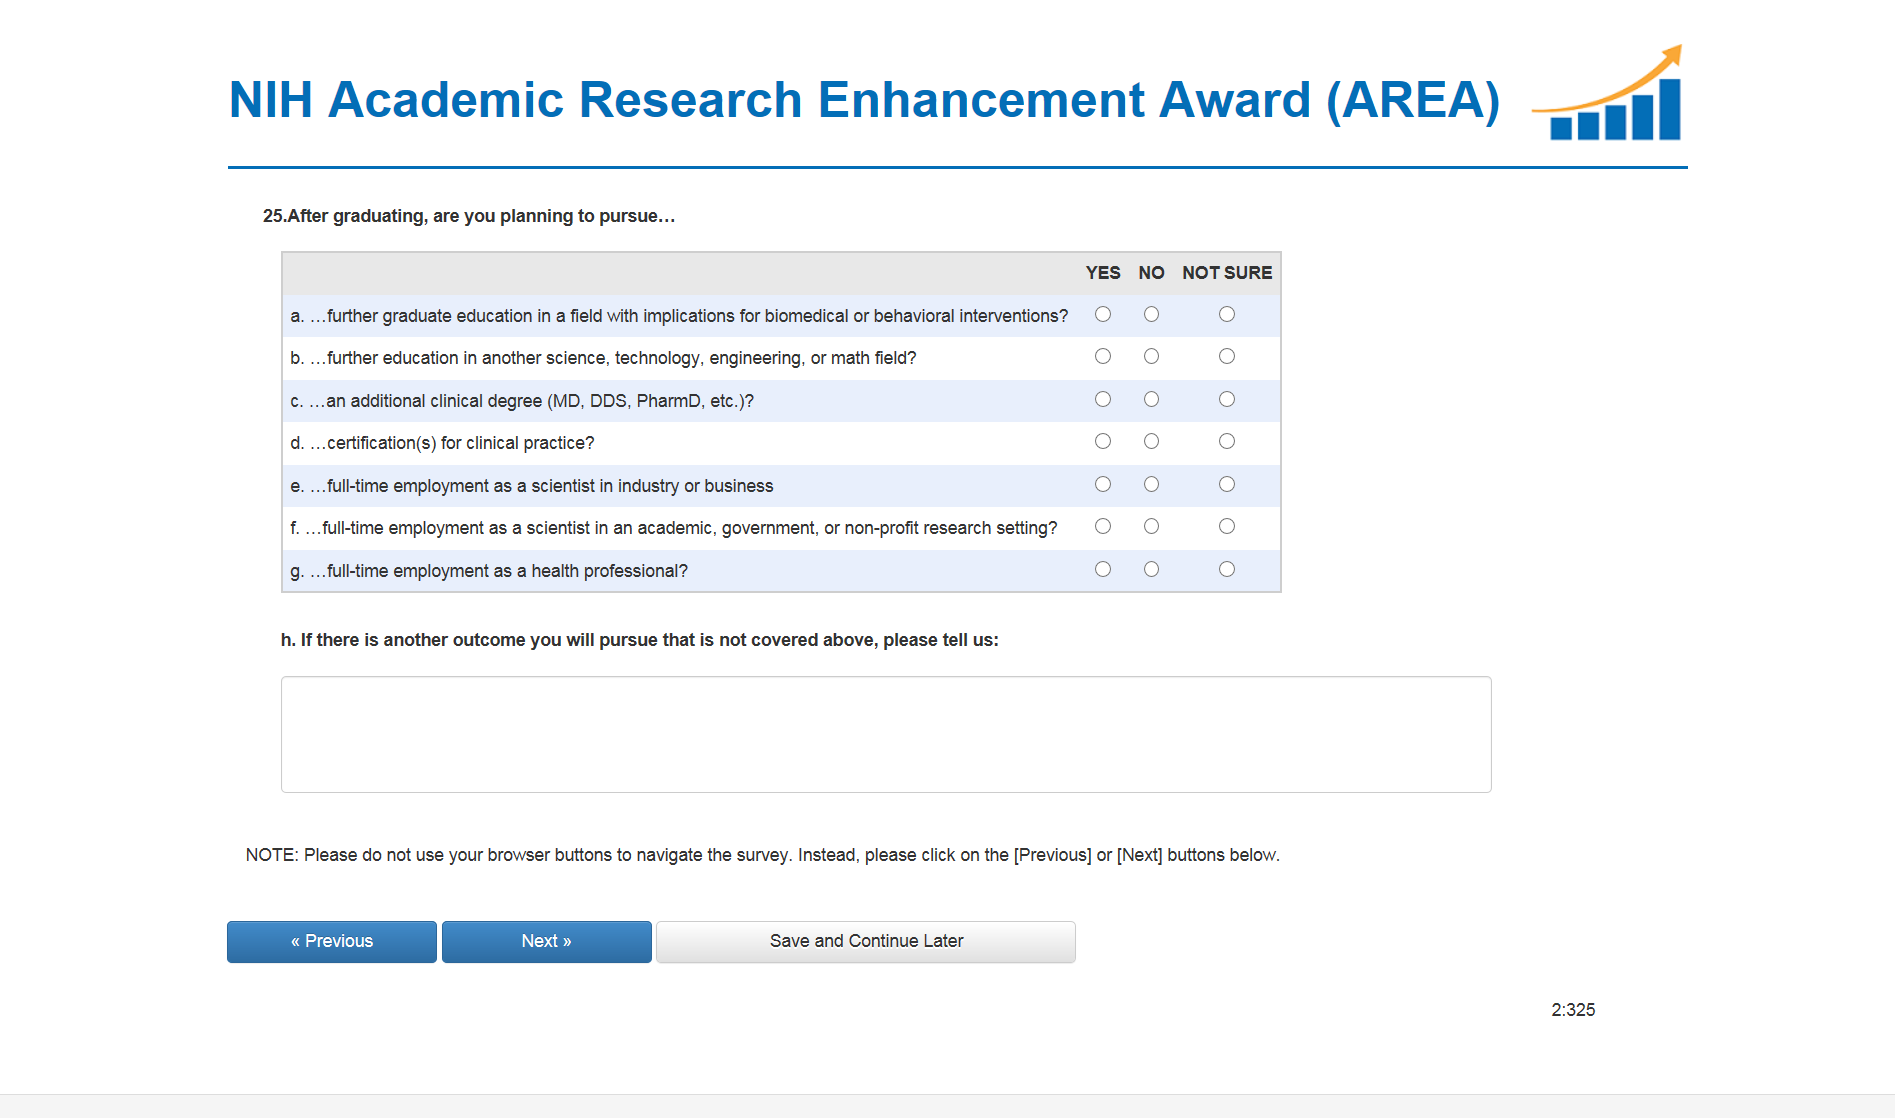 NIH Academic Research Enhancement Award (AREA)
25.After graduating, are you planning to pursue…
YES NO NOT SURE
a. …further graduate education in a field with implications for biomedical or behavioral interventions?
b. …further education in another science, technology, engineering, or math field?
c. …an additional clinical degree (MD, DDS, PharmD, etc.)?
d. …certification(s) for clinical practice?
e. …full-time employment as a scientist in industry or business
f. …full-time employment as a scientist in an academic, government, or non-profit research setting?
g. …full-time employment as a health professional?
h. If there is another outcome you will pursue that is not covered above, please tell us:
NOTE: Please do not use your browser buttons to navigate the survey. Instead, please click on the [Previous] or [Next] buttons below.
« Previous Next » Save and Continue Later
2:325